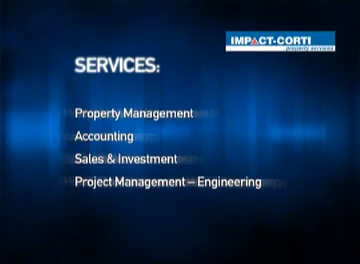 IMPACT-CORTI
property services
SERVICES:
Property Management
Accounting
Sales & Investment
Project Management – Engineering